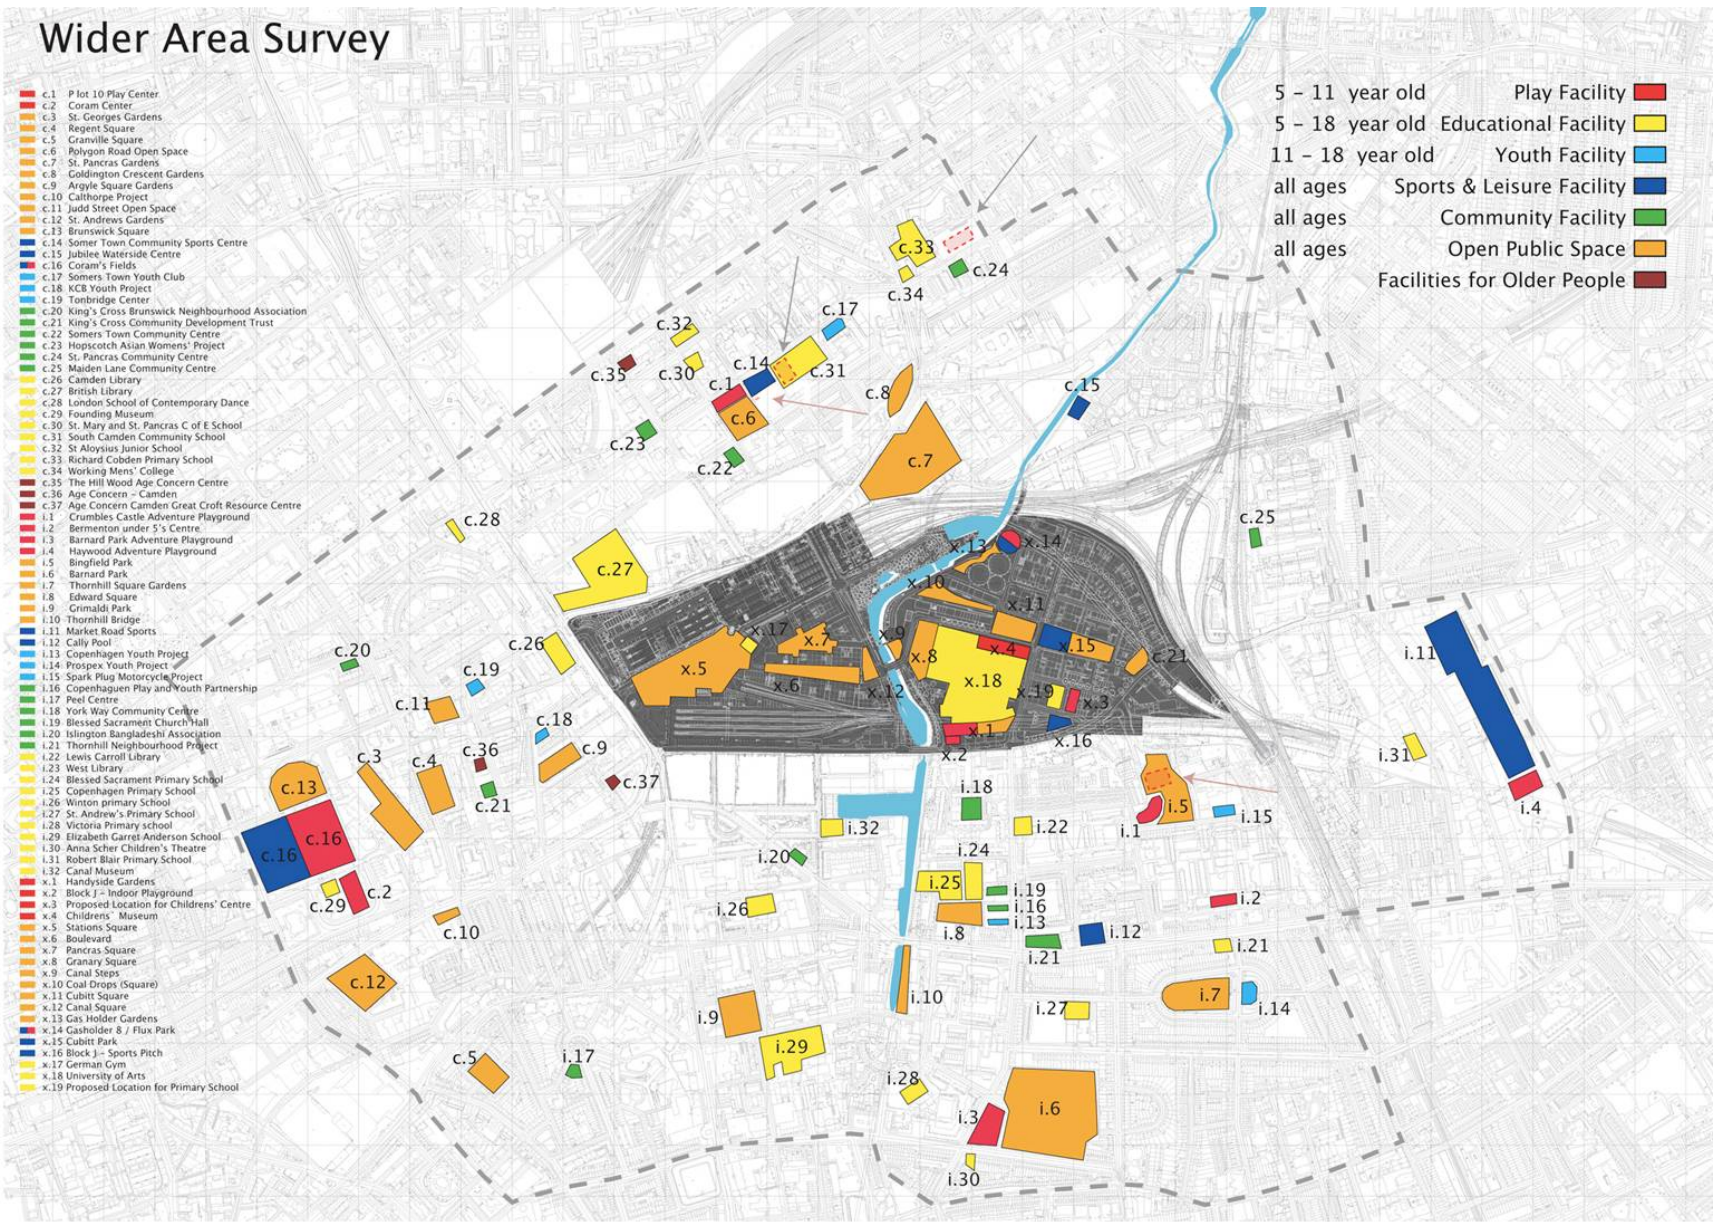 Wider Area Survey
c.1 P lot 10 Play Center
c.2 Coram Center
c.3 St. Georges Gardens
c.4 Regent Square
c.5 Granville Square
c.6 Polygon Road Open Space
c.7 St. Pancras Gardens
c.8 Goldington Crescent Gardens
c.9 Argyle Square Gardens
c.10 Calthorpe Project
c.11 Judd Street Open Space
c.12 St. Andrews Gardens
c.13 Brunswick Square
c.14 Somer Town Community Sports Centre
c.15 Jubilee Waterside Centre
c.16 Coram's Fields
c.17 Somers Town Youth Club
c.18 KCB Youth Project
c.19 Tonbridge Center
c.20 King's Cross Brunswick Neighbourhood Association
c.21 King's Cross Community Development Trust
c.22 Somers Town Community Centre
c.23 Hopscotch Asian Womens' Project
c.24 St. Pancras Community Centre
c.25 Maiden Lane Community Centre
c.26 Camden Library
c.27 British Library
c.28 London School of Contemporary Dance
c.29 Founding Museum
c.30 St. Mary and St. Pancras C of E School
c.31 South Camden Community School
c.32 St Aloysius Junior School
c.33 Richard Cobden Primary School
c.34 Working Mens' College
c.35 The Hill Wood Age Concern Centre
c.36 Age Concern - Camden
c.37 Age Concern Camden Great Croft Resource Centre
i.1 Crumbles Castle Adventure Playground
i.2 Bermenton under 5's Centre
i.3 Barnard Park Adventure Playground
i.4 Haywood Adventure Playground
i.5 Bingfield Park
i.6 Barnard Park
i.7 Thornhill Square Gardens
i.8 Edward Square
i.9 Grimaldi Park
i.10 Thornhill Bridge
i.11 Market Road Sports
i.12 Cally Pool
i.13 Copenhagen Youth Project
i.14 Prospex Youth Project
i.15 Spark Plug Motorcycle Project
i.16 Copenhaguen Play and Youth Partnership
i.17 Peel Centre
i.18 York Way Community Centre
i.19 Blessed Sacrament Church Hall
i.20 Islington Bangladeshi Association
i.21 Thornhill Neighbourhood Project
i.22 Lewis Carroll Library
i.23 West Library
i.24 Blessed Sacrament Primary School
i.25 Copenhagen Primary School
i.26 Winton primary School
i.27 St. Andrew's Primary School
i.28 Victoria Primary school
i.29 Elizabeth Garret Anderson School
i.30 Anna Scher Children's Theatre
i.31 Robert Blair Primary School
i.32 Canal Museum
x.1 Handyside Gardens
x.2 Block J - Indoor Playground
x.3 Proposed Location for Childrens' Centre
x.4 Childrens` Museum
x.5 Stations Square
x.6 Boulevard
x.7 Pancras Square
x.8 Granary Square
x.9 Canal Steps
x.10 Coal Drops (Square)
x.11 Cubitt Square
x.12 Canal Square
x.13 Gas Holder Gardens
x.14 Gasholder 8 / Flux Park
x.15 Cubitt Park
x.16 Block J - Sports Pitch
x.17 German Gym
x.18 University of Arts
x.19 Proposed Location for Primary School
5 - 11 year old Play Facility
5 - 18 year old Educational Facility
11 - 18 year old Youth Facility
all ages Sports & Leisure Facility
all ages Community Facility
all ages Open Public Space
Facilities for Older People
c.33
c.24
c.34
c.17
c.32
c.14
c.31
c.35
c.30
c.1
c.8
c.15
c.6
c.23
c.22
c.7
c.28
c.25
c.27
x.13
x.14
x.10
x.11
c.20
c.26
x.17
x.7
x.9
x.4
x.15
c.21
x.5
x.8
x.6
x.12
x.18
x.19
x.3
c.19
c.11
c.18
x.1
x.16
x.2
i.11
c.3
c.4
c.36
c.9
c.37
c.21
c.13
i.31
i.4
i.18
i.5
i.1
i.15
i.32
i.22
c.16
c.16
i.20
i.24
c.29
c.2
i.25
i.19
i.16
i.13
i.2
i.26
i.8
c.10
i.12
i.21
i.21
c.12
i.10
i.7
i.14
i.9
i.27
i.29
c.5
i.17
i.28
i.3
i.6
i.30